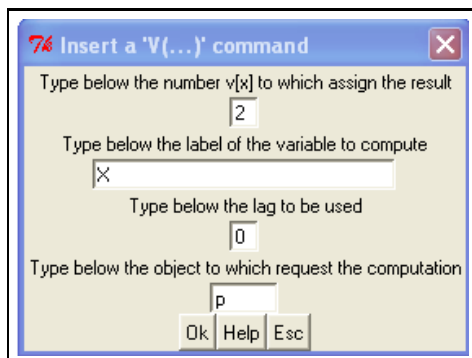 7k Insert a 'V(...)' command
Type below the number v[x] to which assign the result
2
Type below the label of the variable to compute
X
Type below the lag to be used
0
Type below the object to which request the computation
p
Ok Help Esc